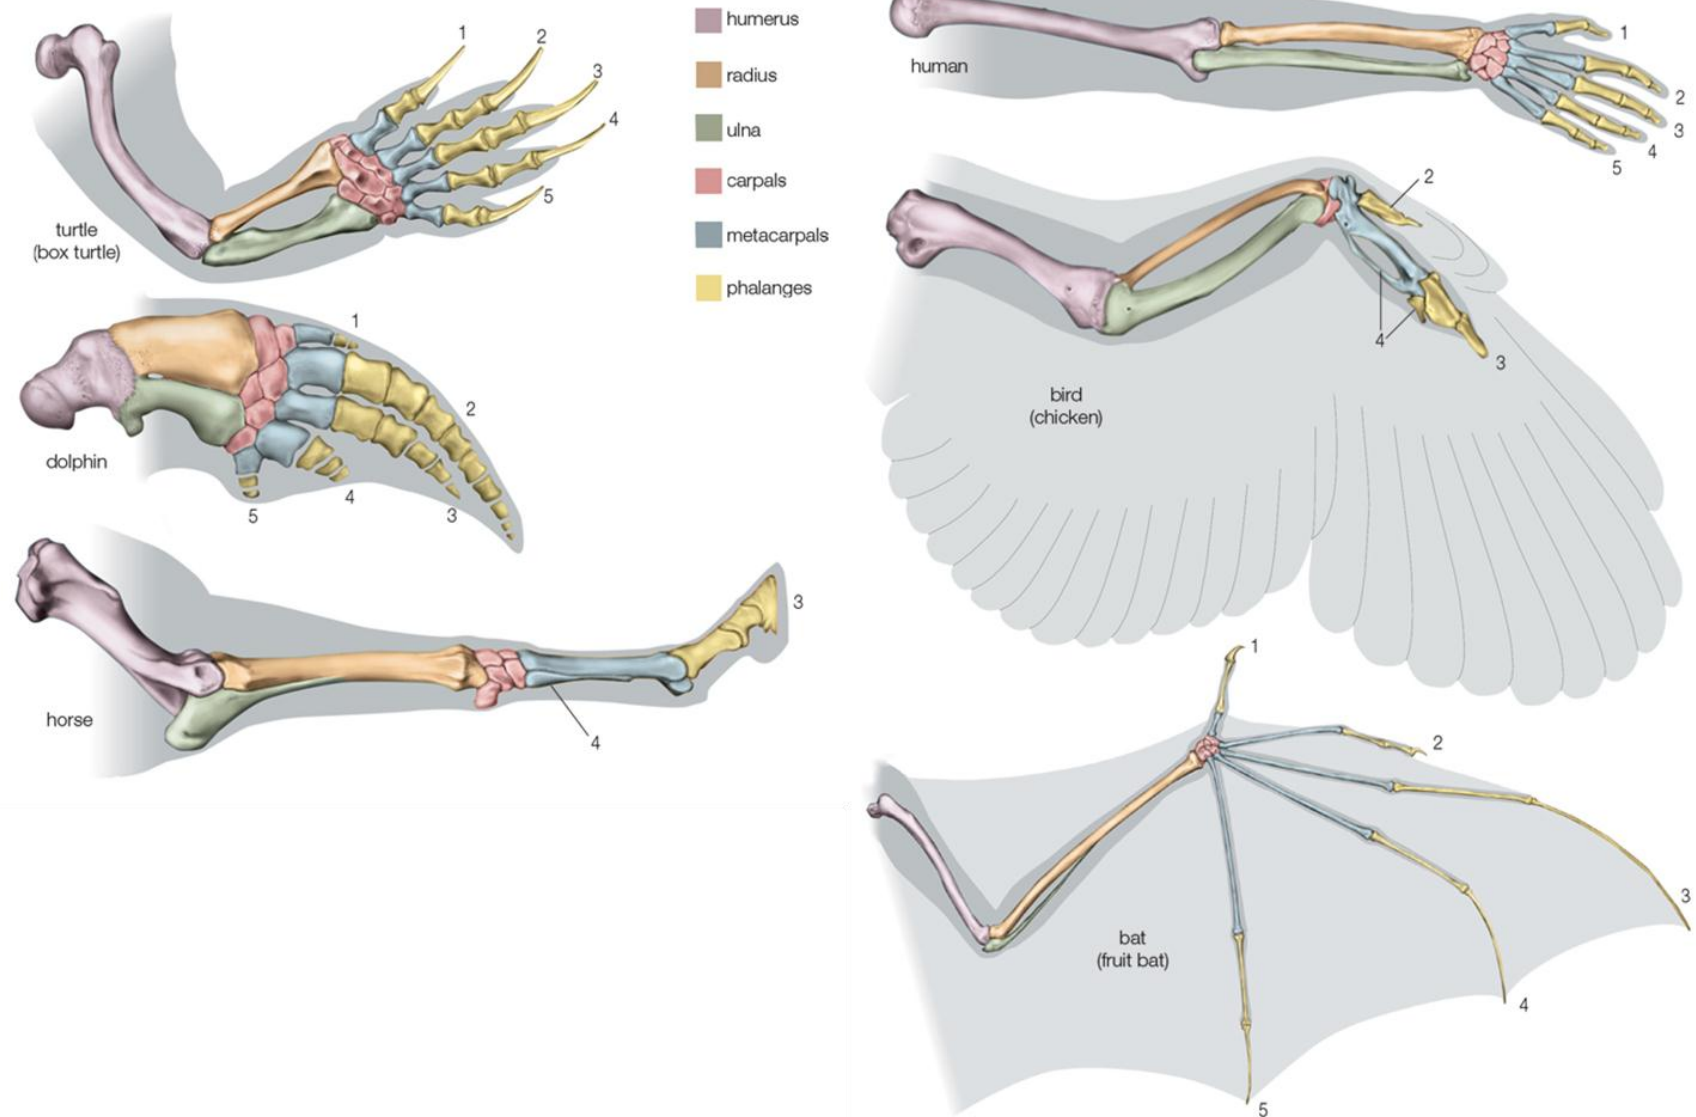 humerus
radius
ulna
carpals
metacarpals
phalanges
1
2
3
4
5
turtle
(box turtle)
1
2
3
4
5
dolphin
3
4
horse
human
1
2
3
4
5
2
4
3
bird
(chicken)
1
2
3
4
5
bat
(fruit bat)